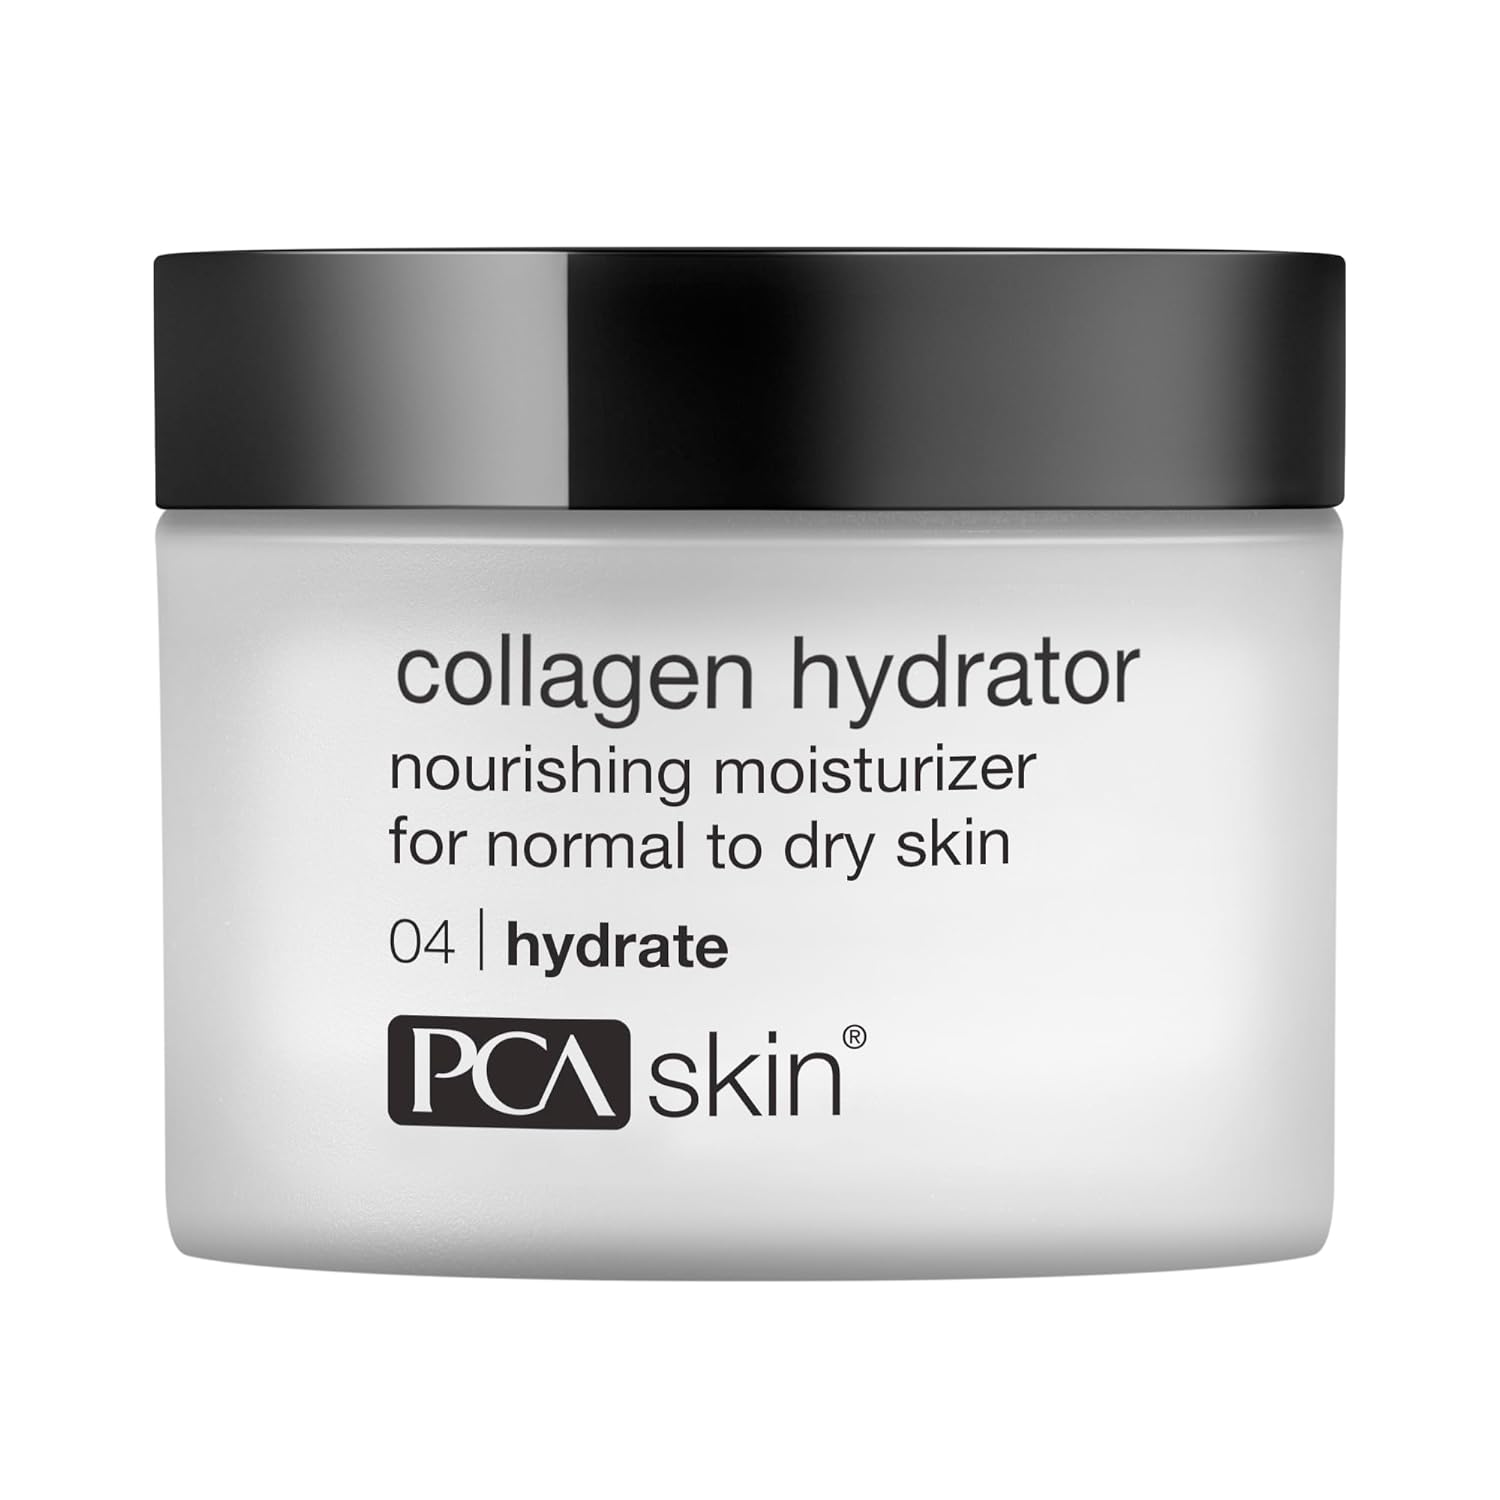 collagen hydrator
nourishing moisturizer
for normal to dry skin
04 | hydrate
PCA skin®